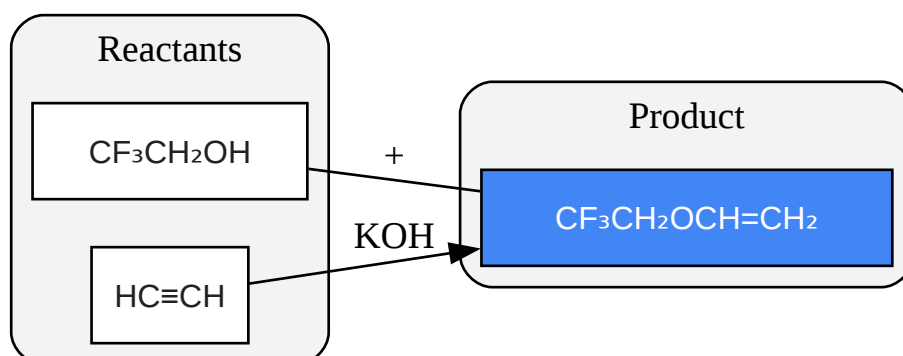 Reactants
CF₃CH₂OH
HC≡CH
+
KOH
Product
CF₃CH₂OCH=CH₂